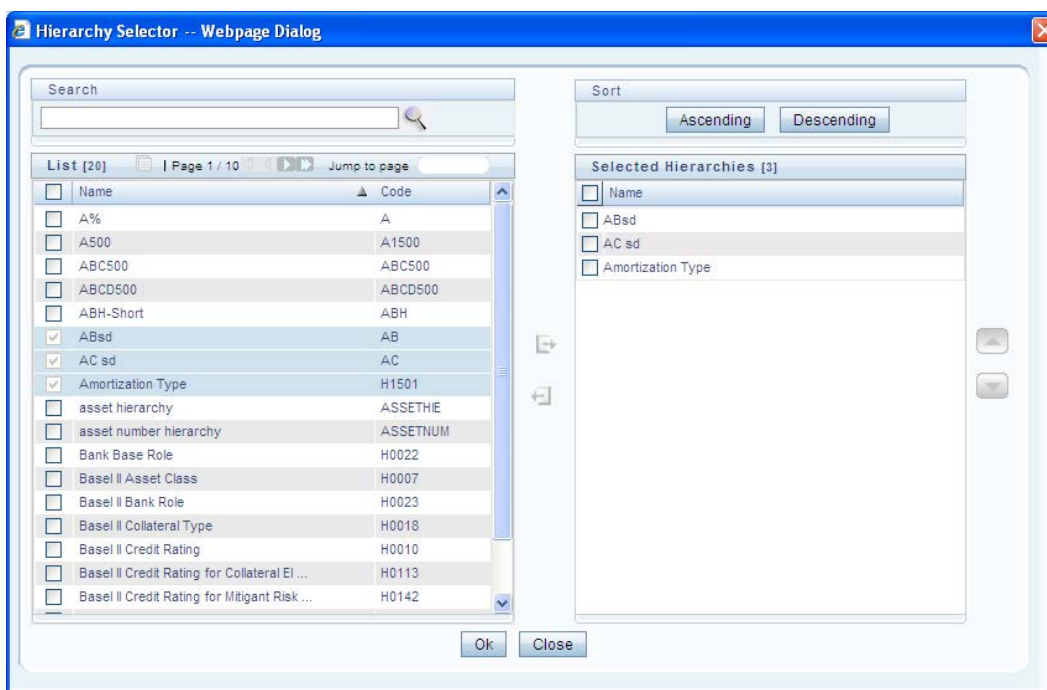 Hierarchy Selector -- Webpage Dialog
Search
Sort
Ascending Descending
List [20] | Page 1 / 10 Jump to page
Selected Hierarchies [3]
Name Code
Name
A% A
A500 A1500
ABC500 ABC500
ABCD500 ABCD500
ABH-Short ABH
ABsd AB
AC sd AC
Amortization Type H1501
asset hierarchy ASSETHIE
asset number hierarchy ASSETNUM
Bank Base Role H0022
Basel II Asset Class H0007
Basel II Bank Role H0023
Basel II Collateral Type H0018
Basel II Credit Rating H0010
Basel II Credit Rating for Collateral El ... H0113
Basel II Credit Rating for Mitigant Risk ... H0142
ABsd
AC sd
Amortization Type
Ok Close